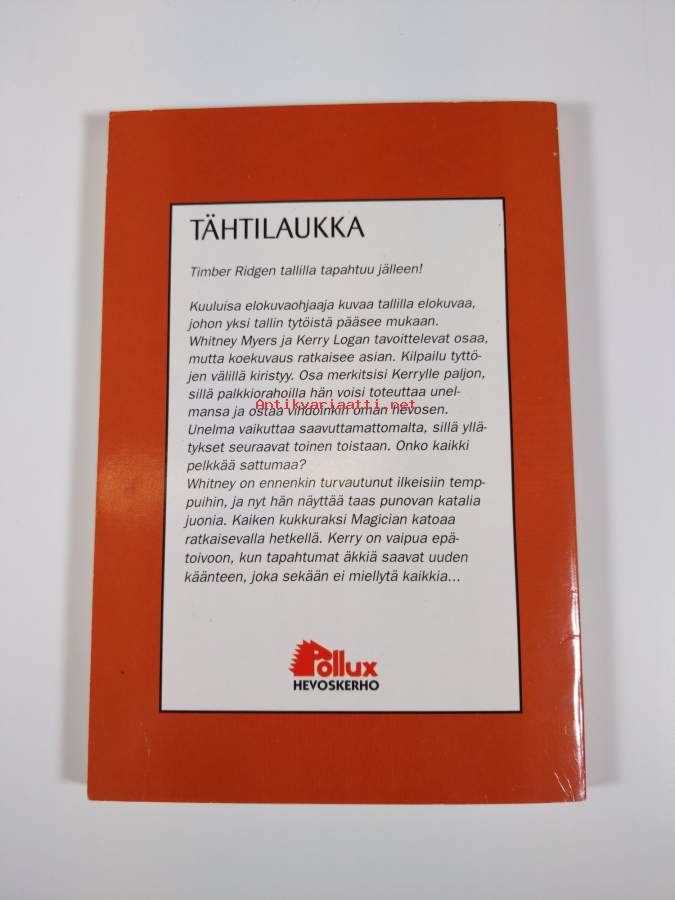 TÄHTILAUKKA
Timber Ridgen tallilla tapahtuu jälleen!
Kuuluisa elokuvaohjaaja kuvaa tallilla elokuvaa,
johon yksi tallin tytöistä pääsee mukaan.
Whitney Myers ja Kerry Logan tavoittelevat osaa,
mutta koekuvaus ratkaisee asian. Kilpailu tyttö-
jen välillä kiristyy. Osa merkitsisi Kerrylle paljon,
sillä palkkiorahoilla hän voisi toteuttaa unel-
Antikvariaatti.net
mansa ja ostaa vihdoinkin oman hevosen.
Unelma vaikuttaa saavuttamattomalta, sillä yllä-
tykset seuraavat toinen toistaan. Onko kaikki
pelkkää sattumaa?
Whitney on ennenkin turvautunut ilkeisiin temp-
puihin, ja nyt hän näyttää taas punovan katalia
juonia. Kaiken kukkuraksi Magician katoaa
ratkaisevalla hetkellä. Kerry on vaipua epä-
toivoon, kun tapahtumat äkkiä saavat uuden
käänteen, joka sekään ei miellytä kaikkia...
Pollux
HEVOSKERHO